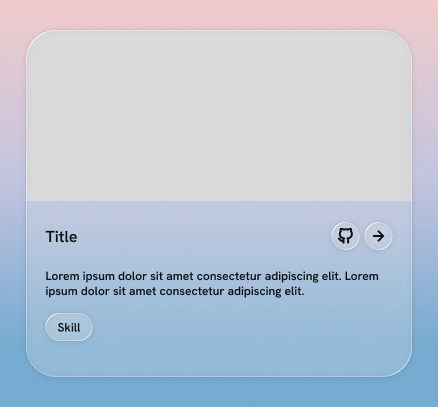 Title
Lorem ipsum dolor sit amet consectetur adipiscing elit. Lorem
ipsum dolor sit amet consectetur adipiscing elit.
Skill